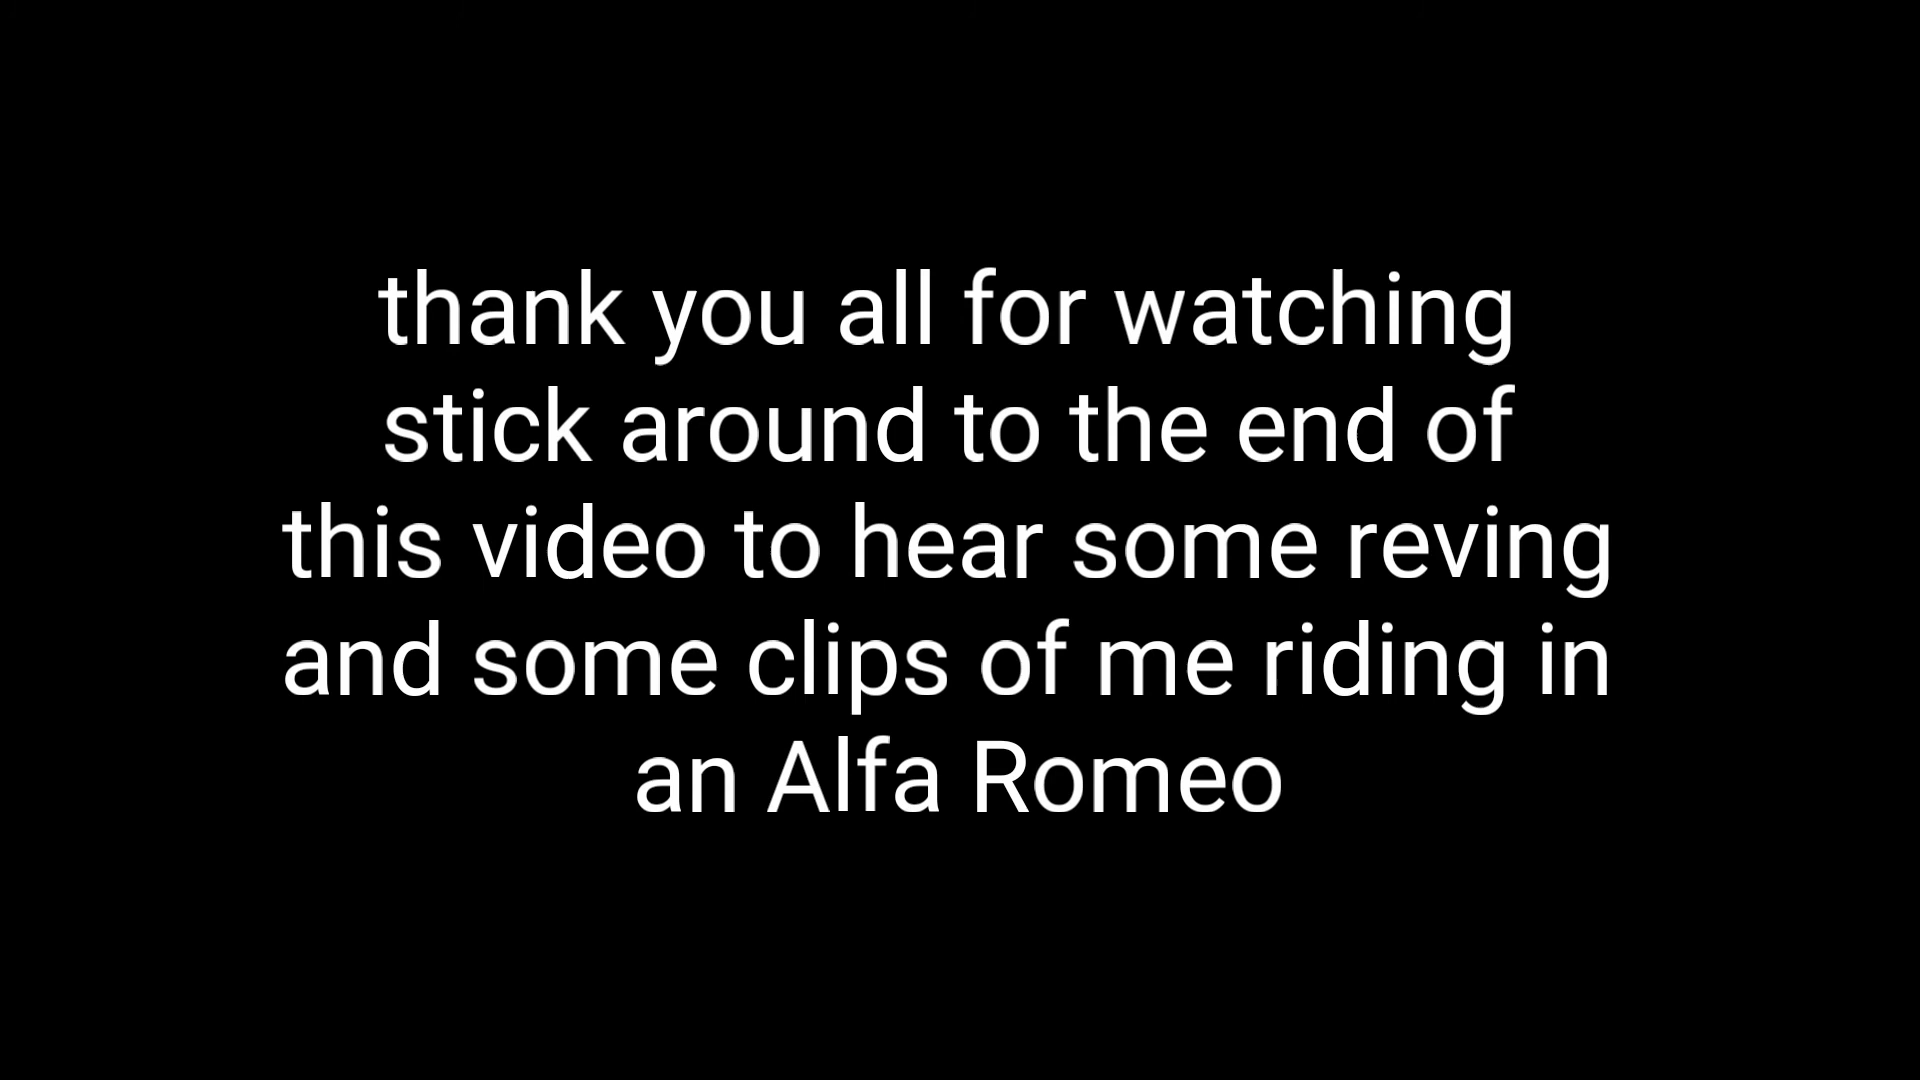 thank you all for watching
stick around to the end of
this video to hear some reving
and some clips of me riding in
an Alfa Romeo